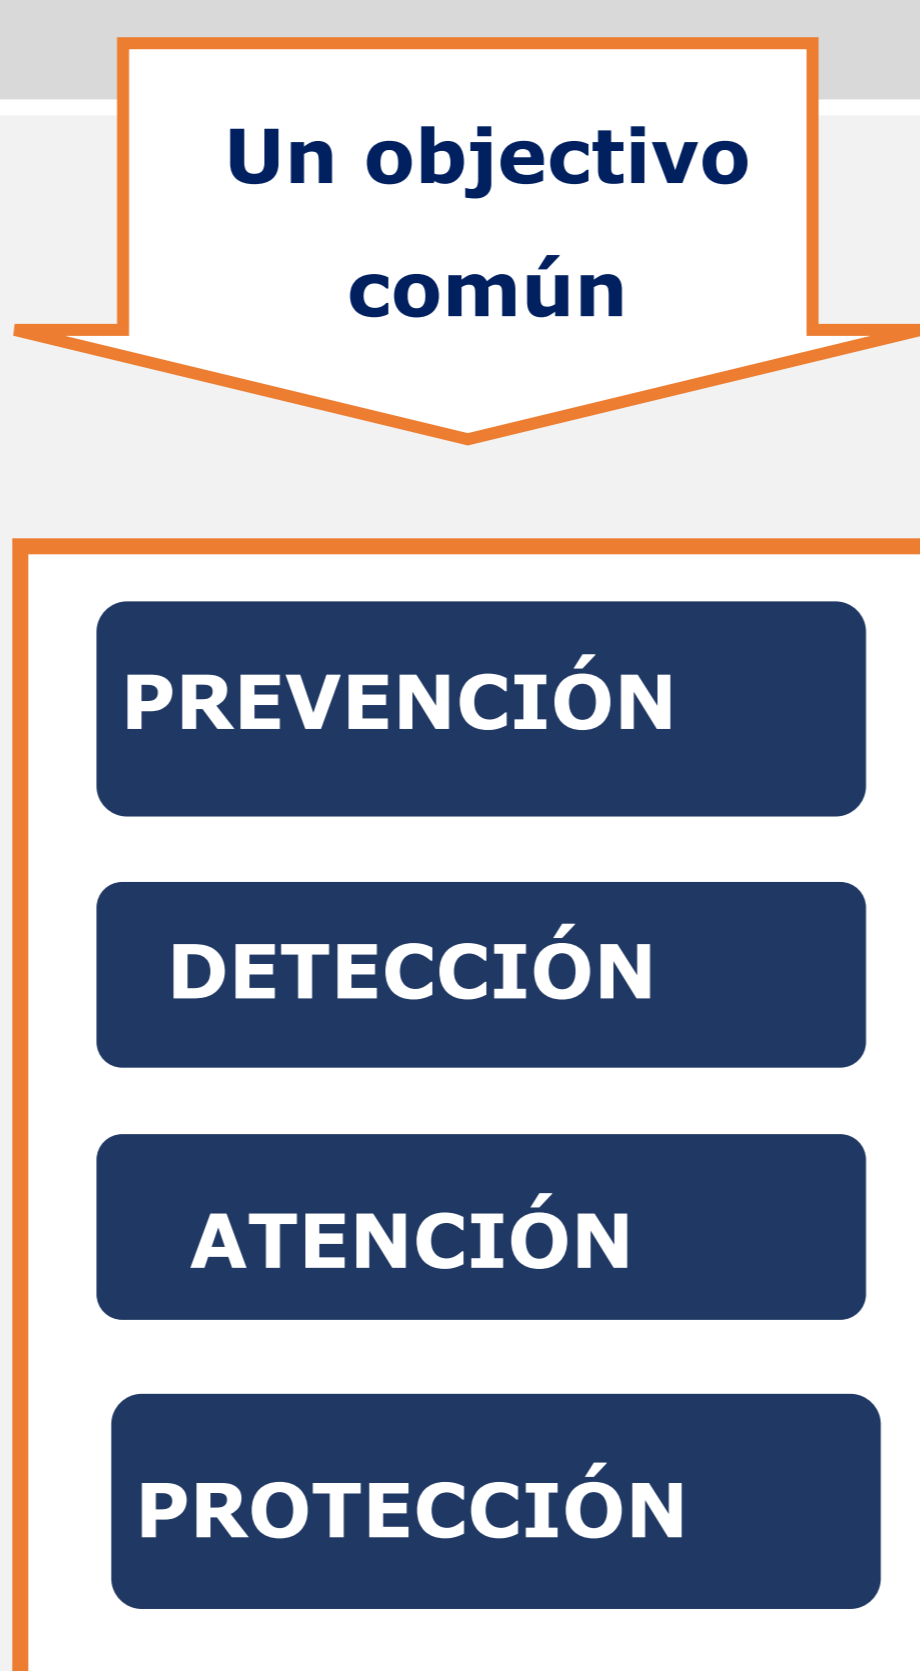 Un objectivo
común
PREVENCIÓN
DETECCIÓN
ATENCIÓN
PROTECCIÓN